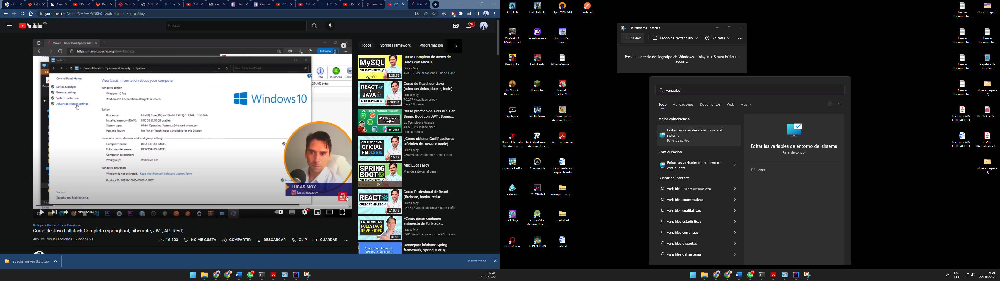 youtube.com/watch?v=7vHzVN0EiQc&ab_channel=LucasMoy
YouTube CO
Buscar
9+
Maven – Download Apache Mav
https://maven.apache.org/download.cgi
InPrivate
System
Control Panel > System and Security > System
Search Control Panel
File
Info
VirusScan
Comm
294,492 bytes
Control Panel Home
Device Manager
Remote settings
System protection
Advanced system settings
View basic information about your computer
Windows edition
Windows 10 Pro
© Microsoft Corporation. All rights reserved.
Windows 10
System
Processor: Intel(R) Core(TM) i7-1065G7 CPU @ 1.30GHz 1.50 GHz
Installed memory (RAM): 8.00 GB (7.70 GB usable)
System type: 64-bit Operating System, x64-based processor
Pen and Touch: No Pen or Touch Input is available for this Display
Computer name, domain, and workgroup settings
Computer name: DESKTOP-80HMOEU
Full computer name: DESKTOP-80HMOEU
Computer description:
Workgroup: WORKGROUP
Windows activation
Windows is not activated. Read the Microsoft Software License Terms
Product ID: 00331-10000-00001-AA067
See also
Security and Maintenance
LUCAS MOY
lucasmoy.dev
16:39 / 5:04:52
Ruta para Backend Java Developer
Curso de Java Fullstack Completo (springboot, hibernate, JWT, API Rest)
402.130 visualizaciones • 9 ago 2021
16.503
NO ME GUSTA
COMPARTIR
DESCARGAR
CLIP
GUARDAR
Todos
Spring Framework
Programación
MySQL
CURSO COMPLETO
2:23:55
Curso Completo de Bases de
Datos con MySQL...
Lucas Moy
473.036 visualizaciones • hace 1 año
REACT
+
JAVA
CURSO COMPLETO
6:00:34
Curso de React con Java
(microservicios, docker, ionic)
Lucas Moy
70.277 visualizaciones •
hace 10 meses
API REST completa en
Spring Boot
5:17:56
Curso práctico de APIs REST en
Spring Boot con JWT , Spring...
La Tecnología Avanza
41.556 visualizaciones •
hace 8 meses
CERTIFICACIÓN
OFICIAL
EN JAVA
16:47
¿Cómo obtener Certificaciones
Oficiales de JAVA? (Oracle)
Lucas Moy
9500 visualizaciones • hace 1 mes
SPRING
BOOT
CURSO COMPLETO
Mix: Lucas Moy
Más de este canal para ti
REACT
CURSO COMPLETO
5:18:43
Curso Profesional de React
(firebase, hooks, redux,...
Lucas Moy
257.532 visualizaciones • hace 1 año
ENTREVISTAS
FULLSTACK
DEVELOPER
31:03
¿Cómo pasar cualquier
entrevista de Fullstack...
Lucas Moy
6981 visualizaciones • hace 3 meses
Conceptos básicos:
Spring Framework,
Conceptos básicos: Spring
framework, Spring MVC y...
apache-maven-3.8.....zip
Mostrar todo
77
10:26
22/10/2022
Aim Lab
Halo Infinite
OpenVPN GUI
Postman
Yu-Gi-Oh!
Master Duel
Rumbleverse
Horizon Zero
Dawn
Among Us
hotwheels
Alvaro-Gomez....
BioShock
Remastered
TLauncher
Marvel's
Spider-M...
Splitgate
MultiVersus
ItTakesTwo -
Acceso directo
Doom Eternal -
The Ancient ...
NoCableLaunc...
- Acceso directo
Acrobat Reader
Overcooked! 2
Overwatch
Documentación
cargue de rutas
Paladins
VALORANT
ejemplo_cargu...
Fall Guys
studio64 -
Acceso directo
puntoRed
God of War
ELDEN RING
netstat
Herramienta Recortes
Nuevo
Modo de rectángulo
Sin retra
Presione la tecla del logotipo de Windows + Mayús + S para iniciar un
recorte.
variables
Todo
Aplicaciones
Documentos
Web
Más
J
Mejor coincidencia
Editar las variables de entorno del
sistema
Panel de control
Configuración
Editar las variables de entorno de
esta cuenta
Buscar en Internet
variables - Ver resultados web
variables cuantitativas
variables cualitativas
variables estadisticas
variables continuas
variables discretas
variables del sistema
Editar las variables de entorno del sistema
Panel de control
Abrir
Nuevo
Documento ...
Nueva carpeta
Nuevo
Documento ...
Nuevo
Documento ...
Nuevo
Documento ...
Papelera de
reciclaje
Nuevo
Documento ...
Nueva carpeta
(2)
Formato_ALV...
ESTEBAN GO...
TB_TMP_PDV_...
Formato_ALV...
ESTEBAN GO...
CM17
XA-Datasheet-...
Nueva carpeta
(3)
77
ESP
LAA
10:26
22/10/2022